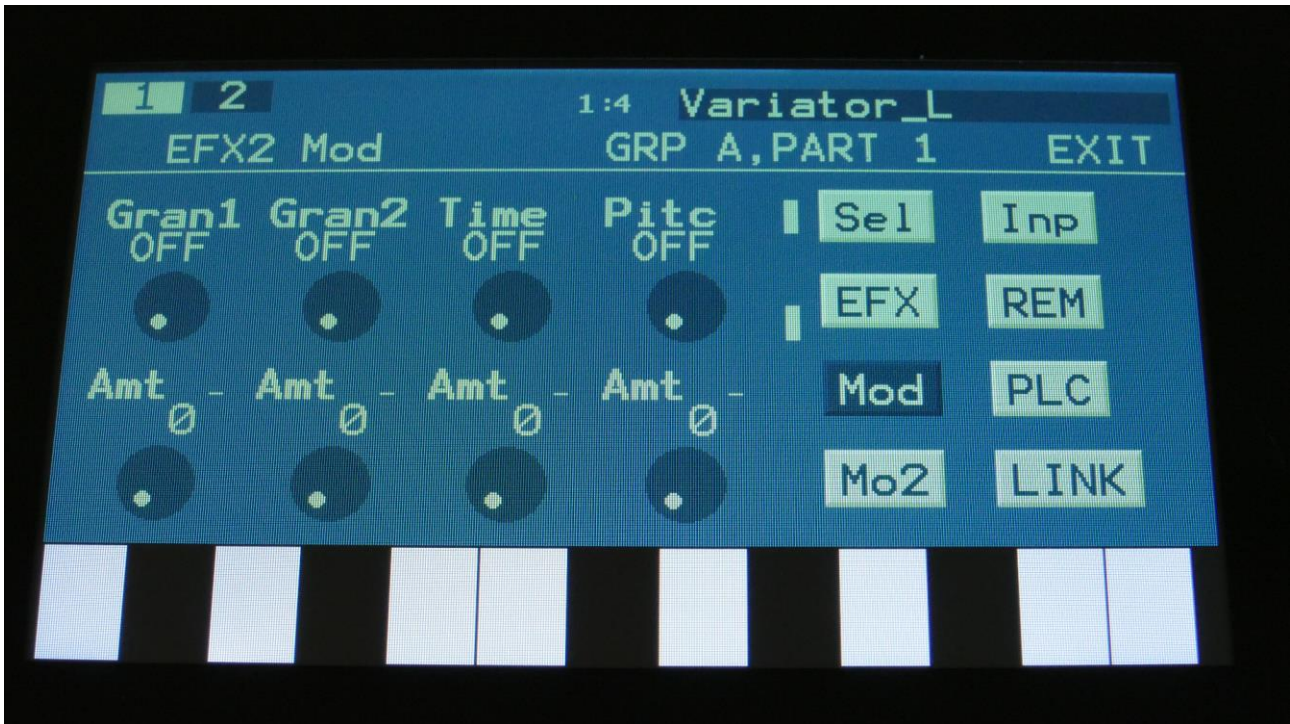 1 2 1:4 Variator_L
EFX2 Mod GRP A,PART 1 EXIT
Gran1 Gran2 Time Pitc Sel Inp
OFF OFF OFF OFF
EFX REM
Amt - Amt - Amt - Amt - Mod PLC
0 0 0 0
Mo2 LINK